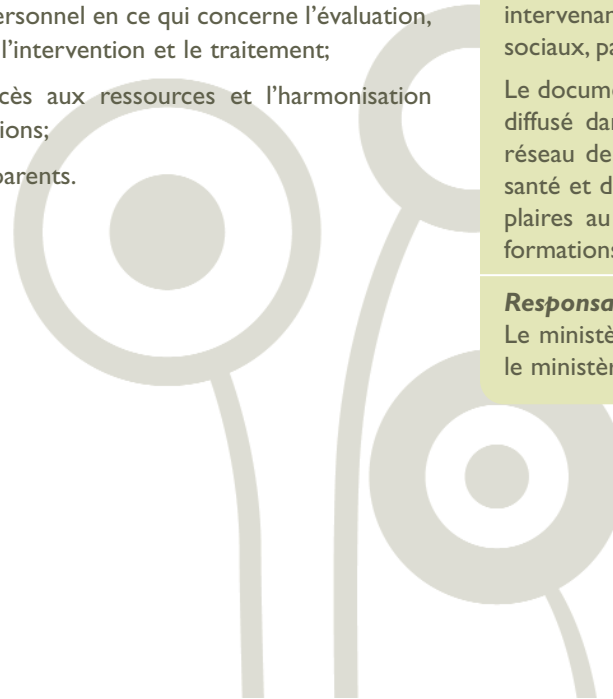 ersonnel en ce qui concerne l’évaluation,
l’intervention et le traitement;
cès aux ressources et l’harmonisation
ions;
parents.
intervenan
sociaux, pa
Le docume
diffusé dan
réseau de
santé et d
plaires au
formations
Responsa
Le ministè
le ministèr